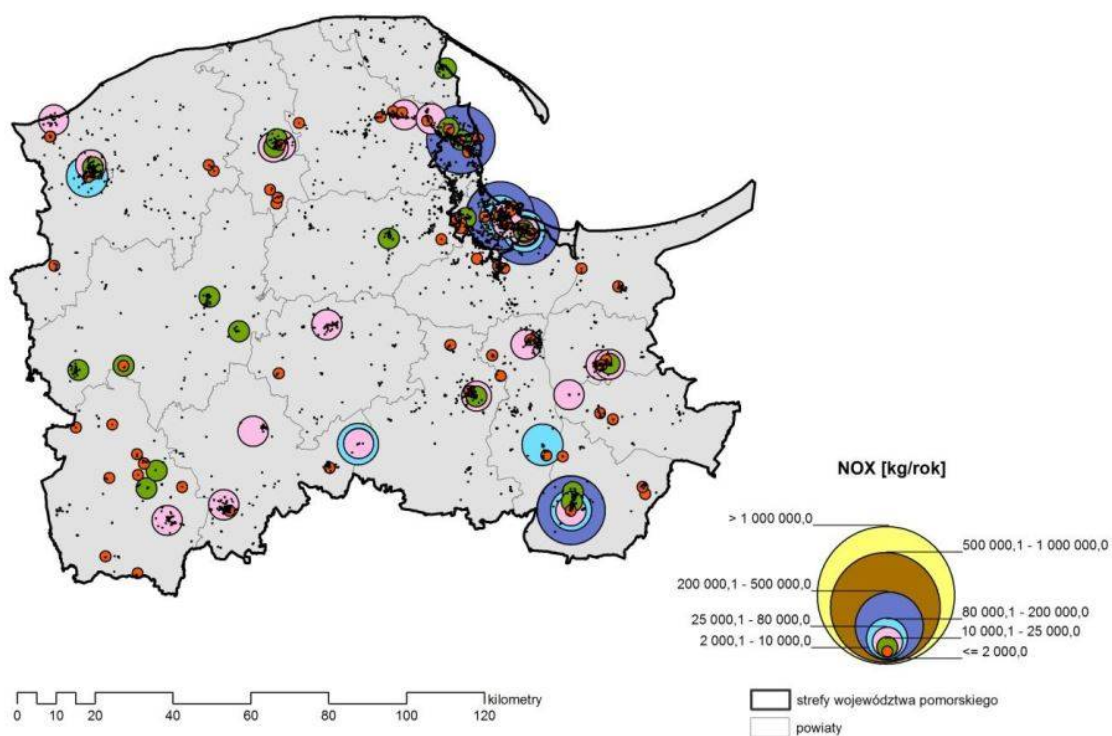 NOX [kg/rok]
> 1 000 000,0
500 000,1 - 1 000 000,0
200 000,1 - 500 000,0
80 000,1 - 200 000,0
25 000,1 - 80 000,0
10 000,1 - 25 000,0
2 000,1 - 10 000,0
<= 2 000,0
kilometry
0 10 20 40 60 80 100 120
strefy województwa pomorskiego
powiaty